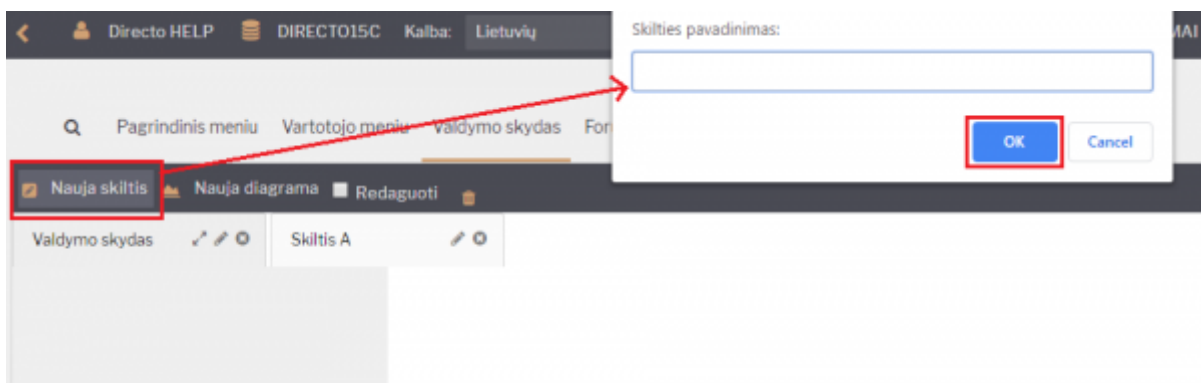 Directo HELP DIRECTO15C Kalba: Lietuvių
Skilties pavadinimas:
OK Cancel
Pagrindinis meniu Vartotojo meniu Valdymo skydas
Nauja skiltis Nauja diagrama Redaguoti
Valdymo skydas Skiltis A